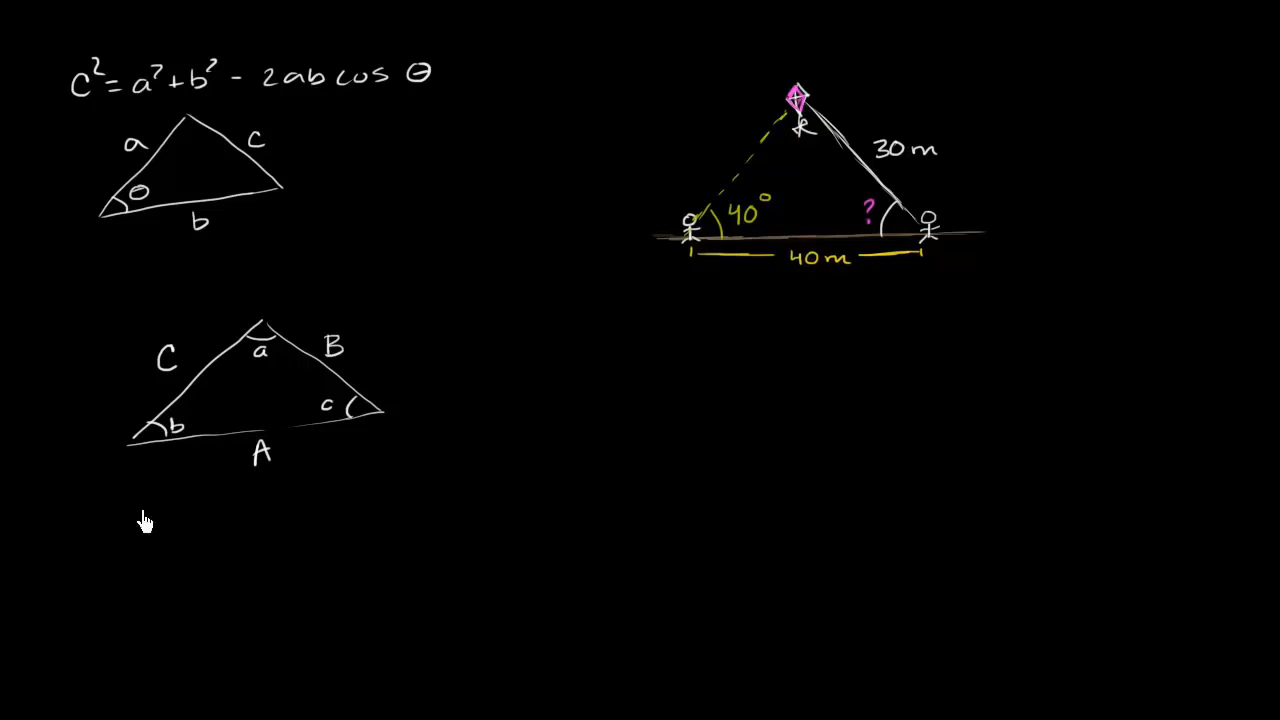 c² = a² + b² - 2ab cos θ
a
c
θ
b
30 m
40°
?
40 m
C
a
B
b
c
A